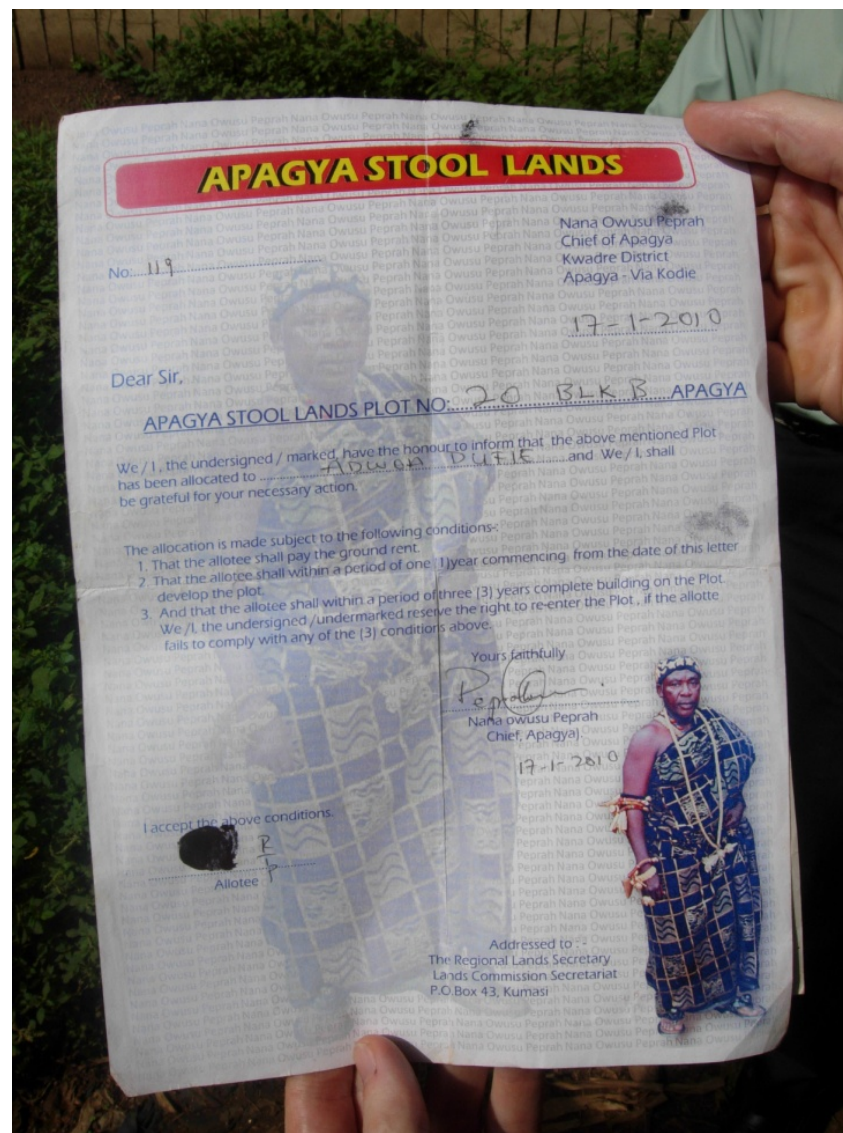 APAGYA STOOL LANDS
Nana Owusu Peprah
Chief of Apagya
Kwadre District
Apagya - Via Kodie
No: 119
17-1-2010
Dear Sir,
APAGYA STOOL LANDS PLOT NO: 20 BLK B APAGYA
We / I , the undersigned / marked, have the honour to inform that the above mentioned Plot
has been allocated to ADWOA DUFIE and We / I, shall
be grateful for your necessary action.
The allocation is made subject to the following conditions-:
1. That the allotee shall pay the ground rent.
2 That the allotee shall within a period of one (1)year commencing from the date of this letter
develop the plot.
3. And that the allotee shall within a period of three (3) years complete building on the Plot.
We /I, the undersigned /undermarked reserve the right to re-enter the Plot , if the allotte
fails to comply with any of the (3) conditions above.
Yours faithfully
Nana owusu Peprah
Chief, Apagya)
17-1-2010
I accept the above conditions.
Allotee
Addressed to : -
The Regional Lands Secretary
Lands Commission Secretariat
P.O.Box 43, Kumasi